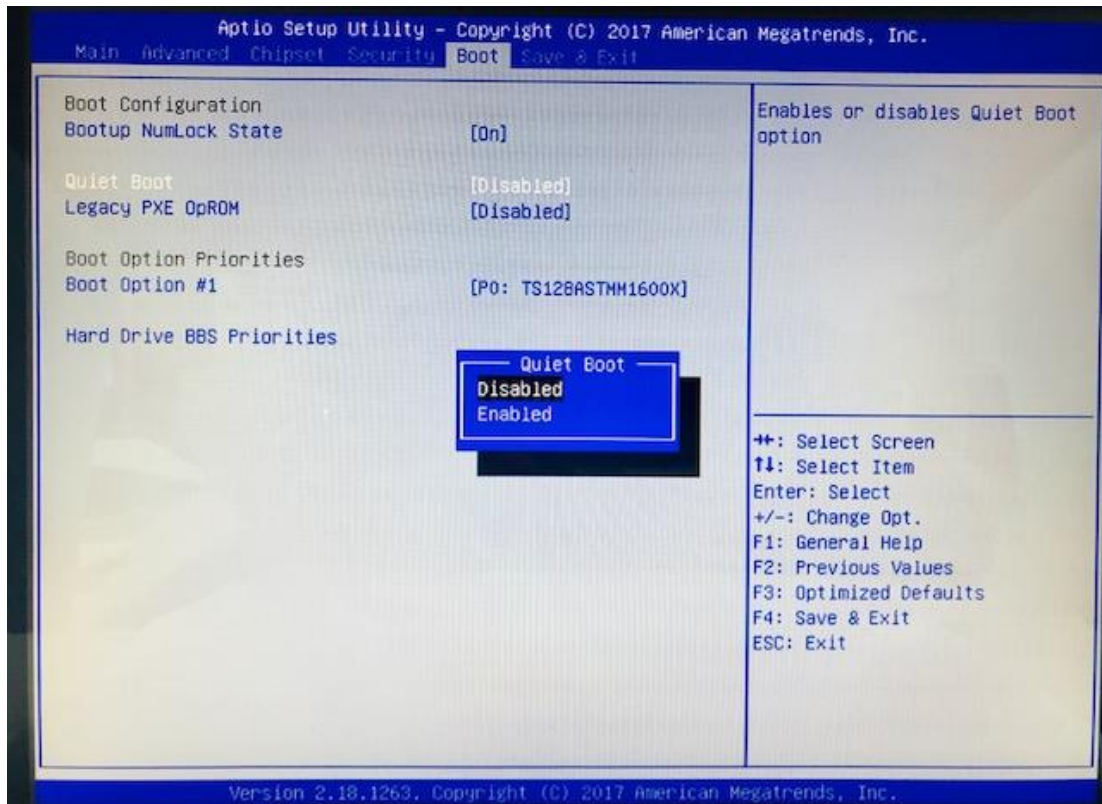 Aptio Setup Utility - Copyright (C) 2017 American Megatrends, Inc.
Main Advanced Chipset Security Boot Save & Exit
Boot Configuration
Bootup NumLock State [On]
Quiet Boot [Disabled]
Legacy PXE OpROM [Disabled]
Boot Option Priorities
Boot Option #1 [P0: TS128ASTMM1600X]
Hard Drive BBS Priorities
Quiet Boot
Disabled
Enabled
Enables or disables Quiet Boot
option
→←: Select Screen
↑↓: Select Item
Enter: Select
+/-: Change Opt.
F1: General Help
F2: Previous Values
F3: Optimized Defaults
F4: Save & Exit
ESC: Exit
Version 2.18.1263. Copyright (C) 2017 American Megatrends, Inc.